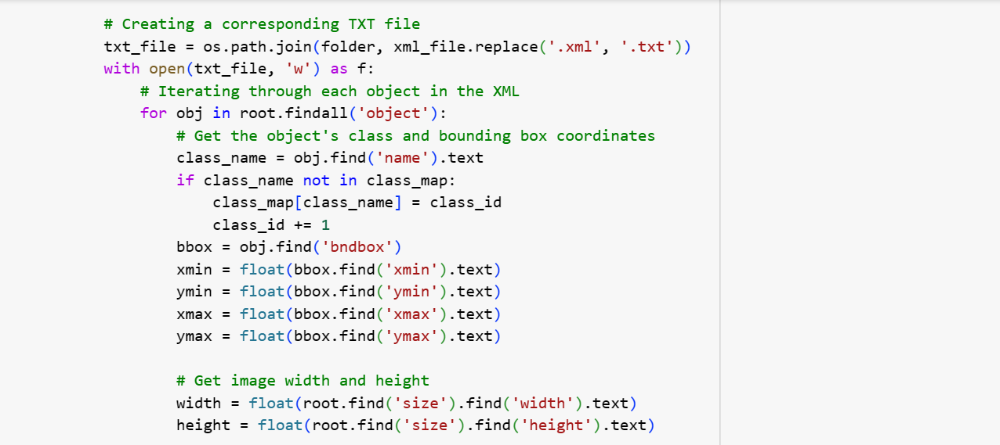 # Creating a corresponding TXT file
txt_file = os.path.join(folder, xml_file.replace('.xml', '.txt'))
with open(txt_file, 'w') as f:
    # Iterating through each object in the XML
    for obj in root.findall('object'):
        # Get the object's class and bounding box coordinates
        class_name = obj.find('name').text
        if class_name not in class_map:
            class_map[class_name] = class_id
            class_id += 1
        bbox = obj.find('bndbox')
        xmin = float(bbox.find('xmin').text)
        ymin = float(bbox.find('ymin').text)
        xmax = float(bbox.find('xmax').text)
        ymax = float(bbox.find('ymax').text)
        # Get image width and height
        width = float(root.find('size').find('width').text)
        height = float(root.find('size').find('height').text)